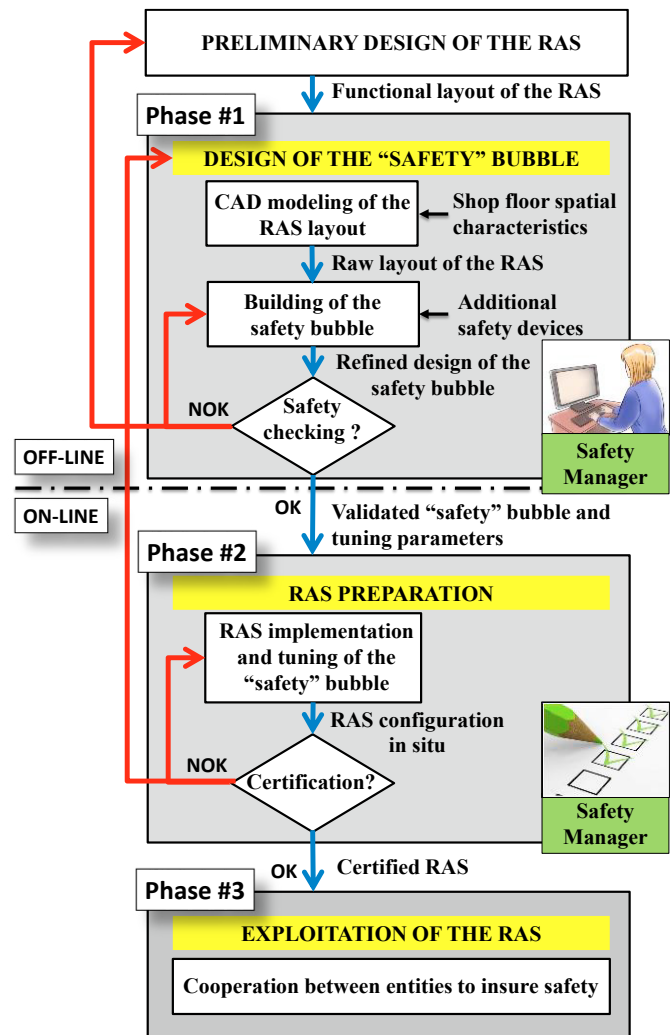 PRELIMINARY DESIGN OF THE RAS
Functional layout of the RAS
Phase #1
DESIGN OF THE “SAFETY” BUBBLE
CAD modeling of the
RAS layout
Shop floor spatial
characteristics
Raw layout of the RAS
Building of the
safety bubble
Additional
safety devices
Refined design of the
safety bubble
NOK
Safety
checking ?
Safety
Manager
OFF-LINE
ON-LINE
OK
Validated “safety” bubble and
tuning parameters
Phase #2
RAS PREPARATION
RAS implementation
and tuning of the
“safety” bubble
RAS configuration
in situ
NOK
Certification?
Safety
Manager
OK
Certified RAS
Phase #3
EXPLOITATION OF THE RAS
Cooperation between entities to insure safety